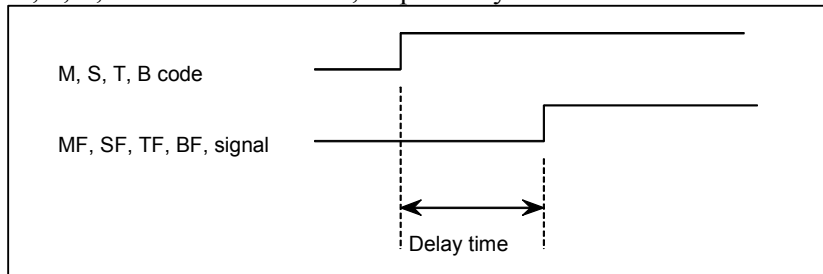 M, S, T, B code
MF, SF, TF, BF, signal
Delay time